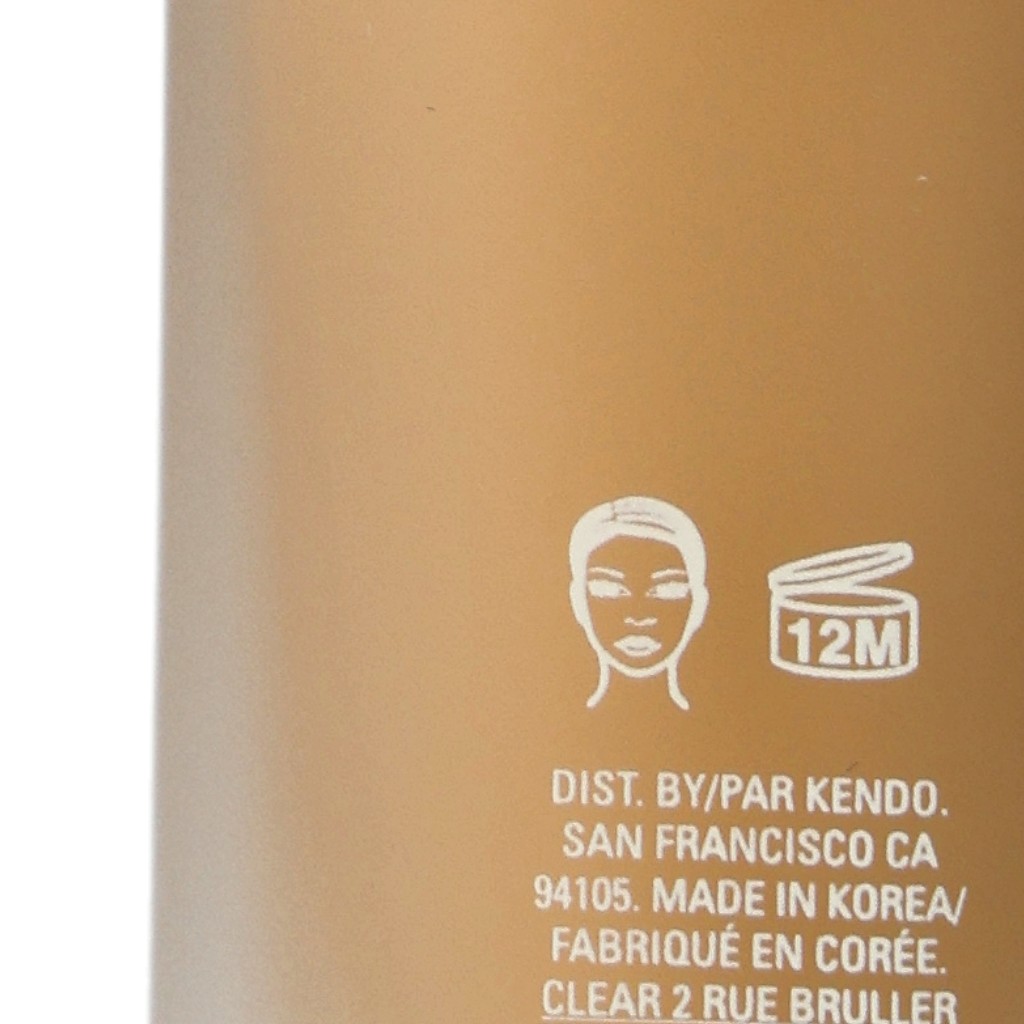 12M
DIST. BY/PAR KENDO.
SAN FRANCISCO CA
94105. MADE IN KOREA/
FABRIQUÉ EN CORÉE.
CLEAR 2 RUE BRULLER